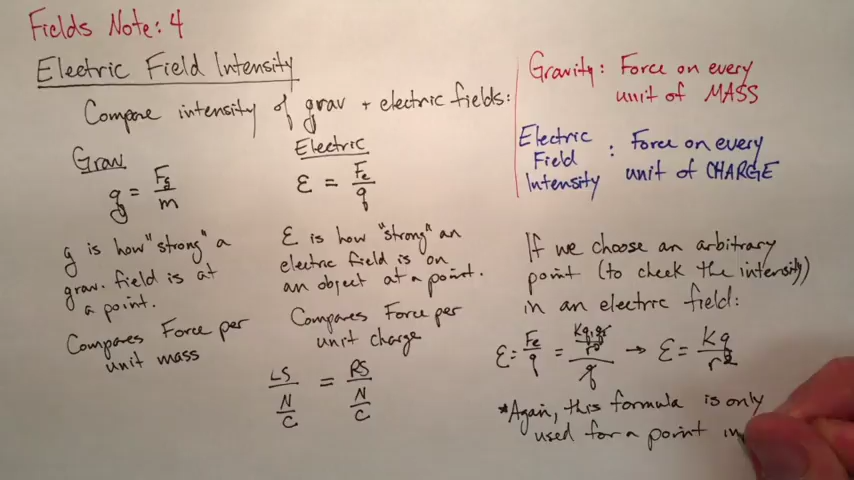 Fields Note: 4
Electric Field Intensity
Compare intensity of grav + electric fields:
Grav
g = Fg/m
g is how "strong" a
grav. field is at
a point.
Compares Force per
unit mass
Electric
ε = Fe/q
ε is how "strong" an
electric field is on
an object at a point.
Compares Force per
unit charge
LS = RS
N/C N/C
Gravity: Force on every
unit of MASS
Electric
Field
Intensity : Force on every
unit of CHARGE
If we choose an arbitrary
point (to check the intensity)
in an electric field:
ε = Fe/q = → ε = Kq/r²
*Again, this formula is only
used for a point in